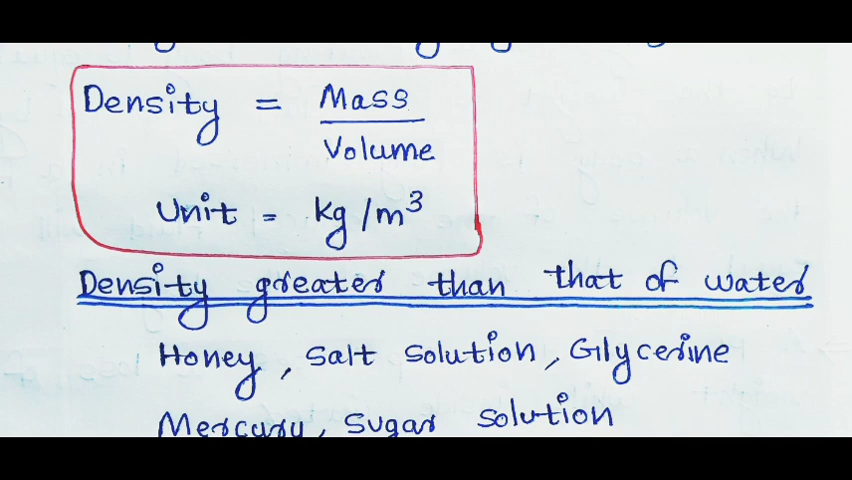 Density = Mass
Volume
Unit = kg/m³
Density greater than that of water
Honey, Salt solution, Glycerine
Mercury, Sugar solution